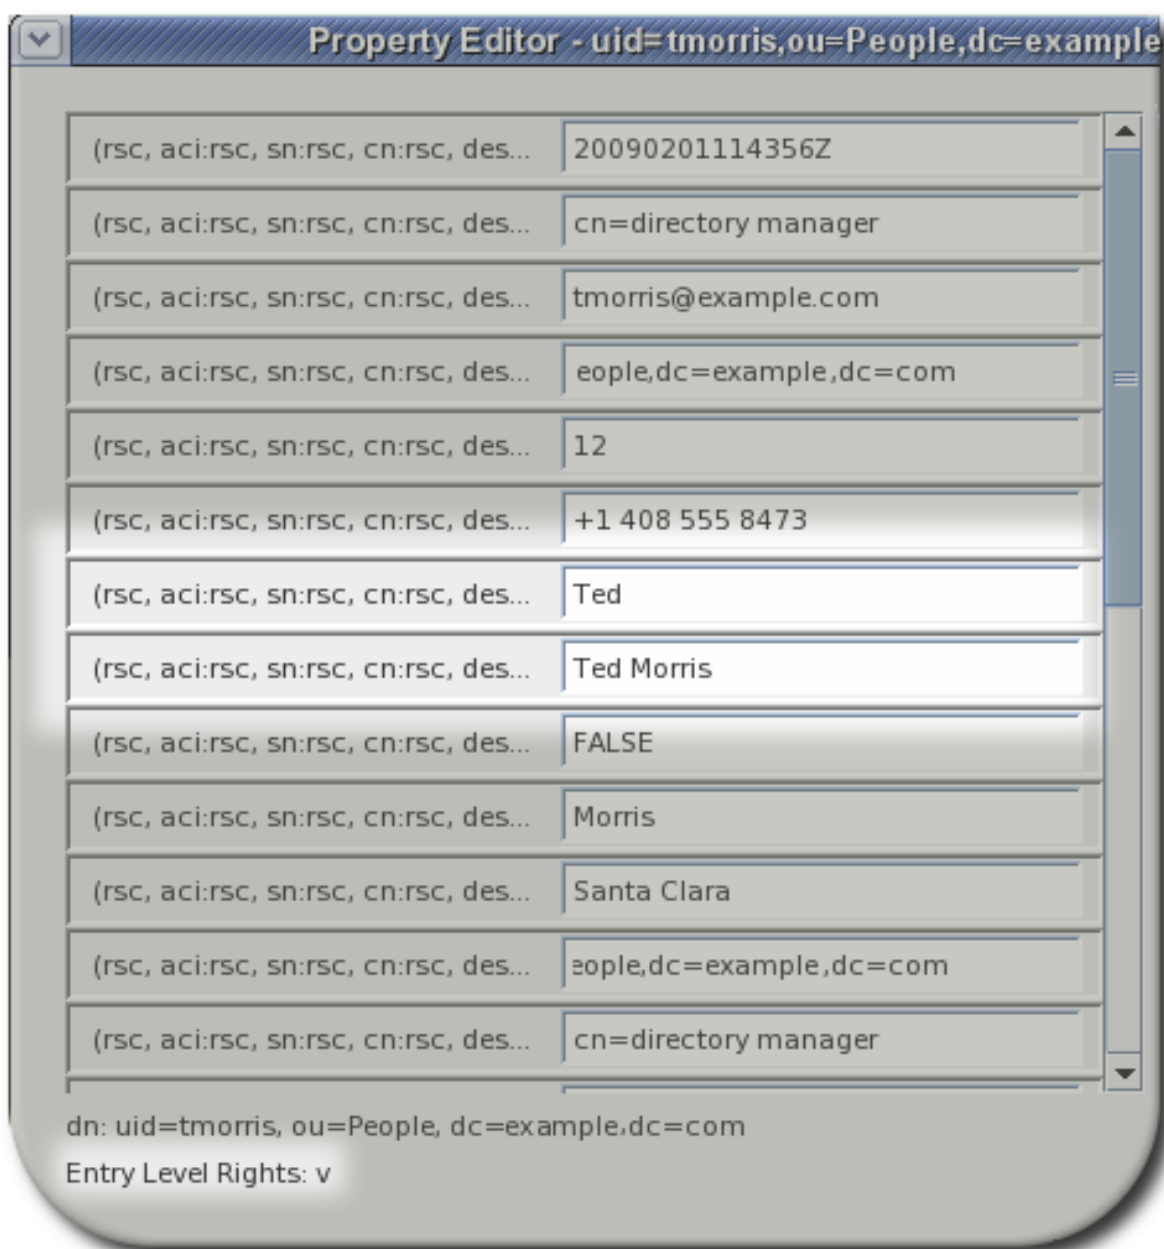 Property Editor - uid=tmorris,ou=People,dc=example
(rsc, aci:rsc, sn:rsc, cn:rsc, des... 20090201114356Z
(rsc, aci:rsc, sn:rsc, cn:rsc, des... cn=directory manager
(rsc, aci:rsc, sn:rsc, cn:rsc, des... tmorris@example.com
(rsc, aci:rsc, sn:rsc, cn:rsc, des... eople,dc=example,dc=com
(rsc, aci:rsc, sn:rsc, cn:rsc, des... 12
(rsc, aci:rsc, sn:rsc, cn:rsc, des... +1 408 555 8473
(rsc, aci:rsc, sn:rsc, cn:rsc, des... Ted
(rsc, aci:rsc, sn:rsc, cn:rsc, des... Ted Morris
(rsc, aci:rsc, sn:rsc, cn:rsc, des... FALSE
(rsc, aci:rsc, sn:rsc, cn:rsc, des... Morris
(rsc, aci:rsc, sn:rsc, cn:rsc, des... Santa Clara
(rsc, aci:rsc, sn:rsc, cn:rsc, des... eople,dc=example,dc=com
(rsc, aci:rsc, sn:rsc, cn:rsc, des... cn=directory manager
dn: uid=tmorris, ou=People, dc=example,dc=com
Entry Level Rights: v